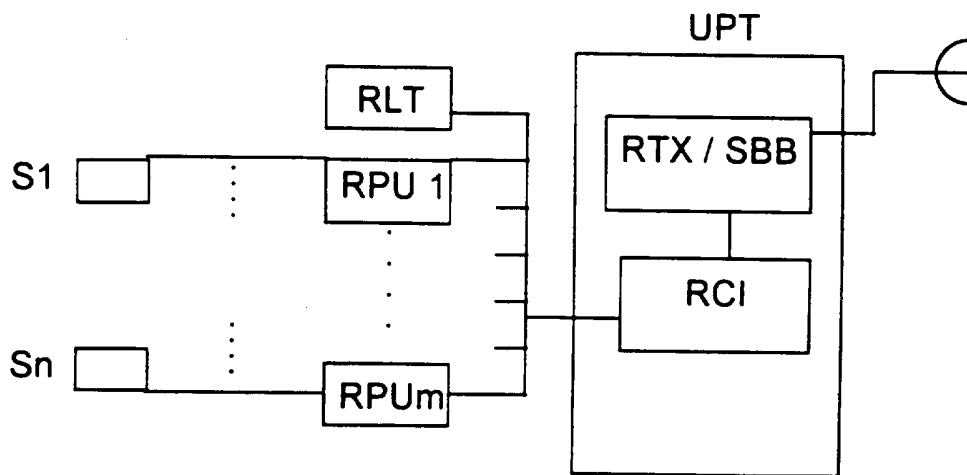 UPT
RLT
RTX / SBB
S1
RPU 1
RCI
Sn
RPUm